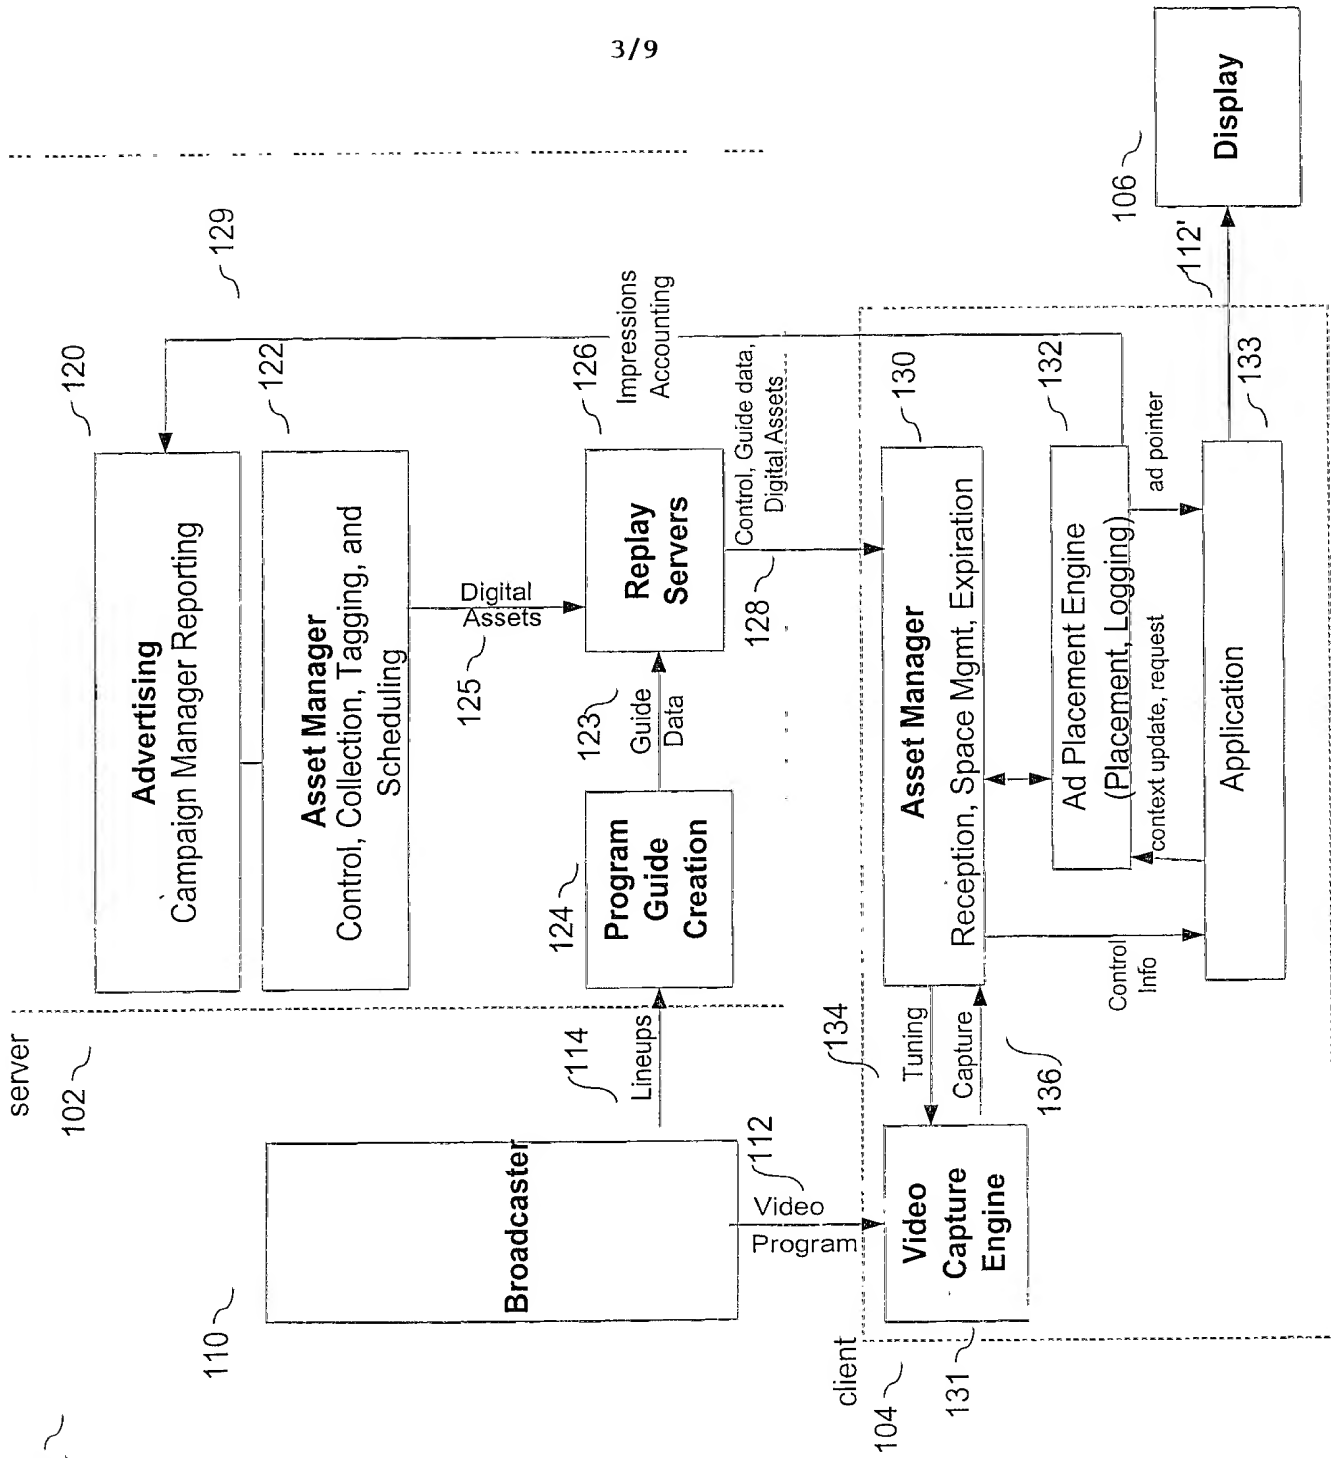 3/9
server
102
110
Broadcaster
114
Lineups
112
Video
Program
120
Advertising
Campaign Manager Reporting
122
Asset Manager
Control, Collection, Tagging, and
Scheduling
129
125
Digital
Assets
124
Program
Guide
Creation
123
Guide
Data
126
Replay
Servers
Impressions
Accounting
128
Control, Guide data,
Digital Assets
client
104
131
Video
Capture
Engine
134
Tuning
Capture
136
130
Asset Manager
Reception, Space Mgmt, Expiration
132
Ad Placement Engine
(Placement, Logging)
context update, request
ad pointer
Control
Info
133
Application
112'
106
Display